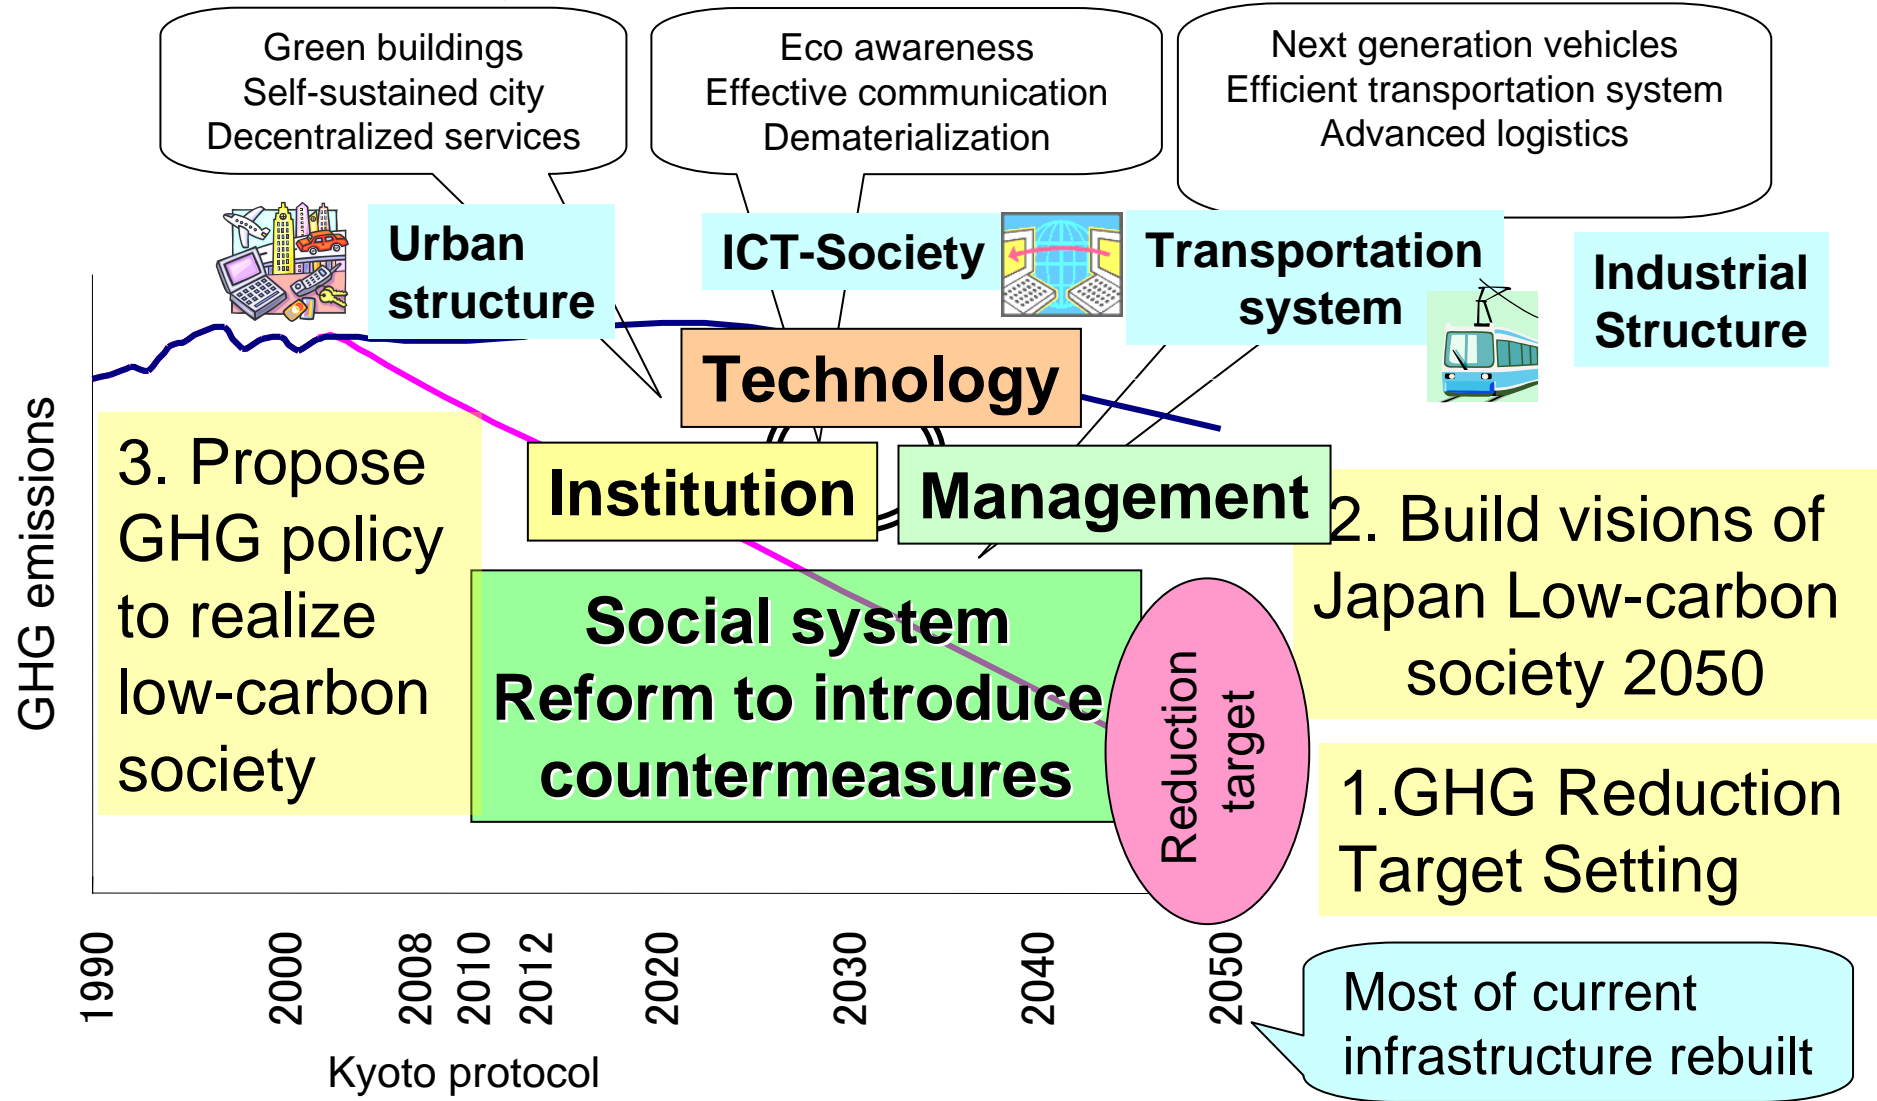 Green buildings
Self-sustained city
Decentralized services
Eco awareness
Effective communication
Dematerialization
Next generation vehicles
Efficient transportation system
Advanced logistics
Urban
structure
ICT-Society
Transportation
system
Industrial
Structure
Technology
Institution
Management
GHG emissions
3. Propose
GHG policy
to realize
low-carbon
society
Social system
Reform to introduce
countermeasures
Reduction
target
2. Build visions of
Japan Low-carbon
society 2050
1.GHG Reduction
Target Setting
1990
2000
2008
2010
2012
2020
2030
2040
2050
Kyoto protocol
Most of current
infrastructure rebuilt